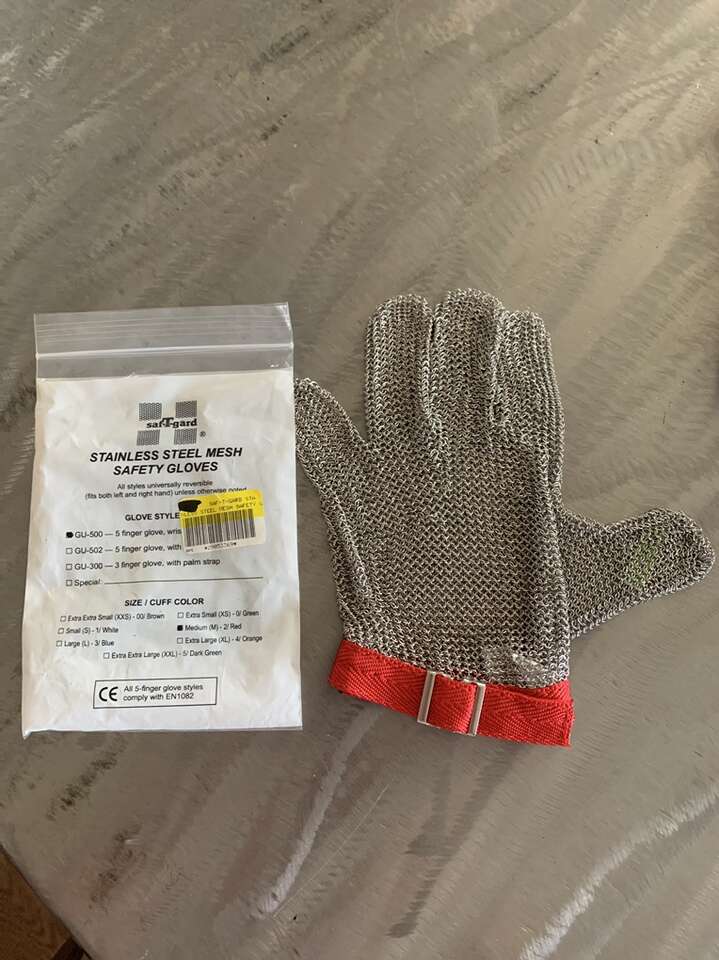 saf-T-gard
®
STAINLESS STEEL MESH
SAFETY GLOVES
All styles universally reversible
(fits both left and right hand) unless otherwise noted
GLOVE STYLE
GU-500 — 5 finger glove, wris
GU-502 — 5 finger glove, with
GU-300 — 3 finger glove, with palm strap
Special:
SAF-T-GARD STA
STEEL MESH SAFETY G
SIZE / CUFF COLOR
Extra Extra Small (XXS) - 00/ Brown Extra Small (XS) - 0/ Green
Small (S) - 1/ White Medium (M) - 2/ Red
Large (L) - 3/ Blue Extra Large (XL) - 4/ Orange
Extra Extra Large (XXL) - 5/ Dark Green
CE All 5-finger glove styles
comply with EN1082